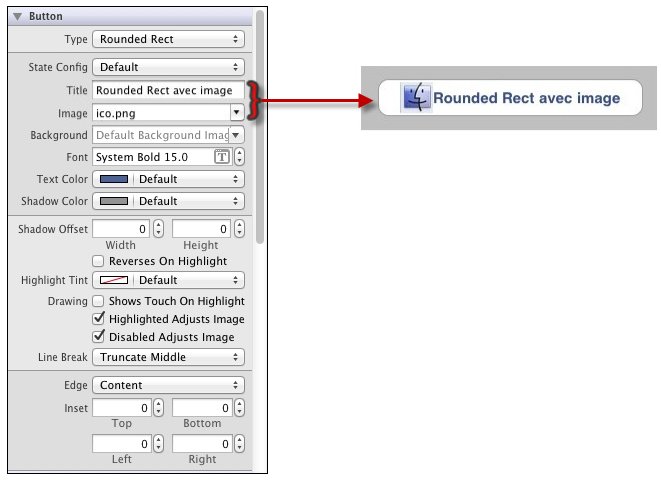 Button
Type Rounded Rect
State Config Default
Title Rounded Rect avec image
Image ico.png
Background Default Background Imag
Font System Bold 15.0 T
Text Color Default
Shadow Color Default
Shadow Offset 0 0
Width Height
Reverses On Highlight
Highlight Tint Default
Drawing Shows Touch On Highlight
Highlighted Adjusts Image
Disabled Adjusts Image
Line Break Truncate Middle
Edge Content
Inset 0 0
Top Bottom
0 0
Left Right
Rounded Rect avec image